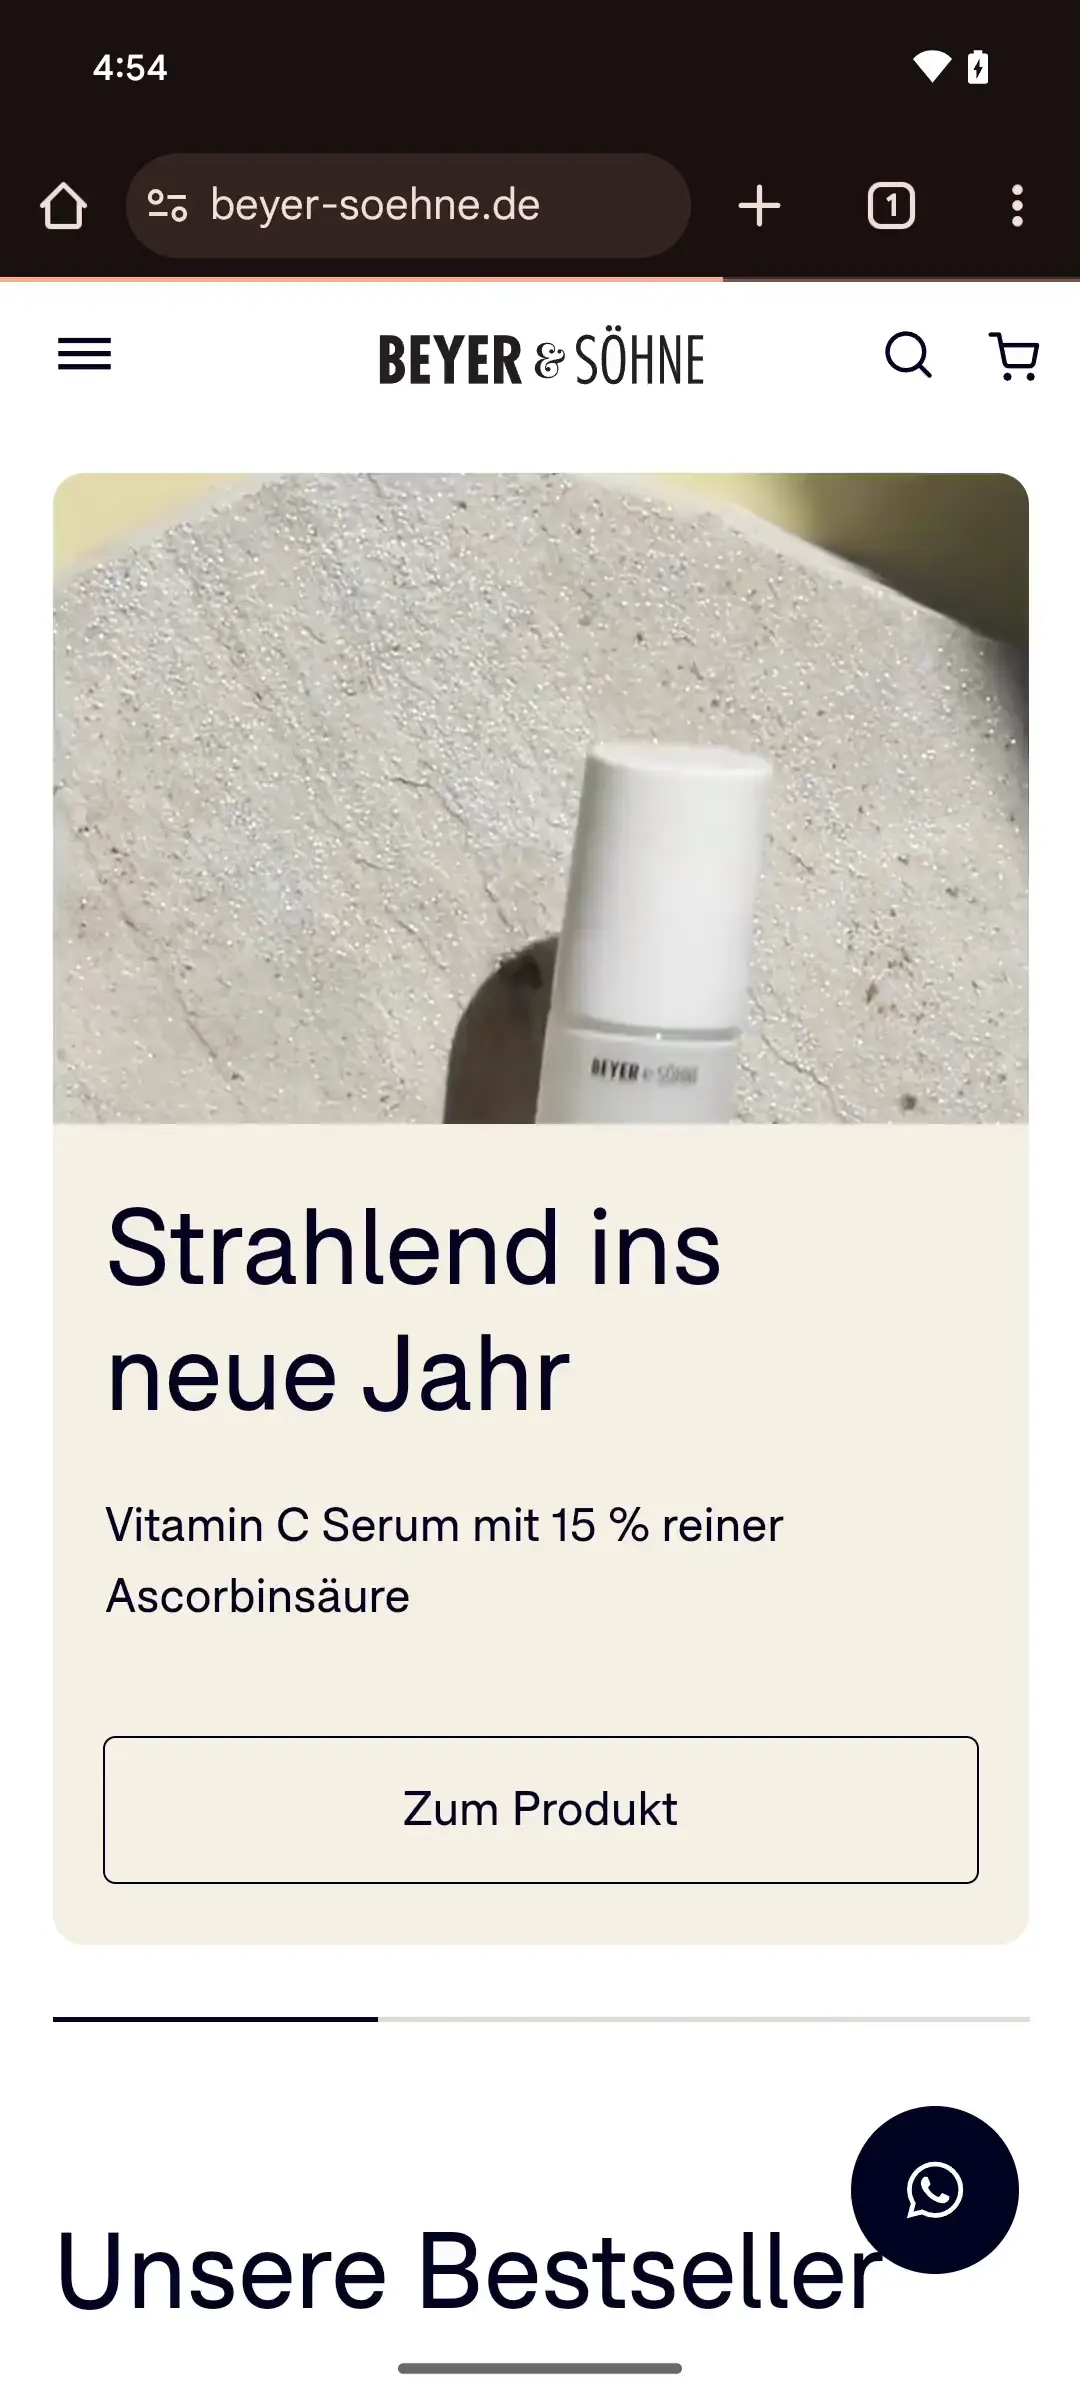 4:54
beyer-soehne.de
1
BEYER & SÖHNE
BEYER & SÖHNE
Strahlend ins
neue Jahr
Vitamin C Serum mit 15 % reiner
Ascorbinsäure
Zum Produkt
Unsere Bestseller